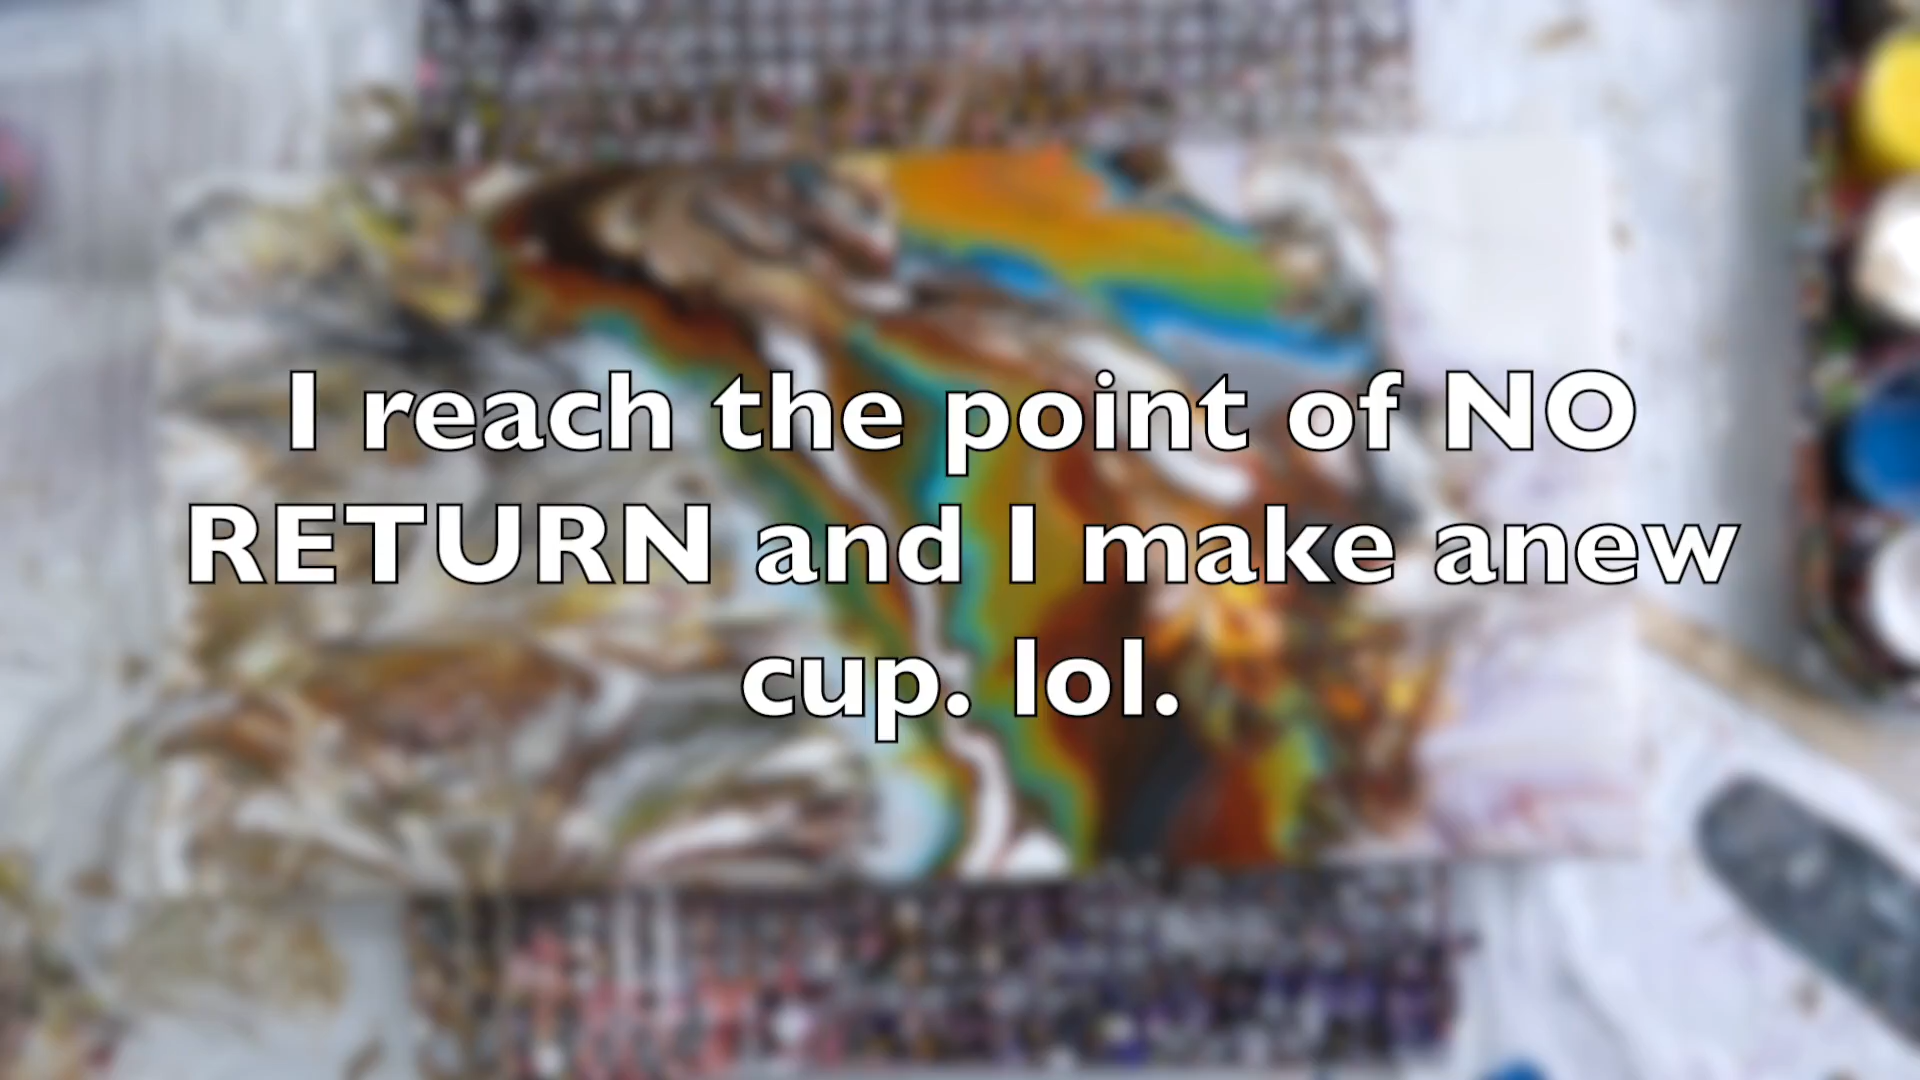 I reach the point of NO
RETURN and I make anew
cup. lol.